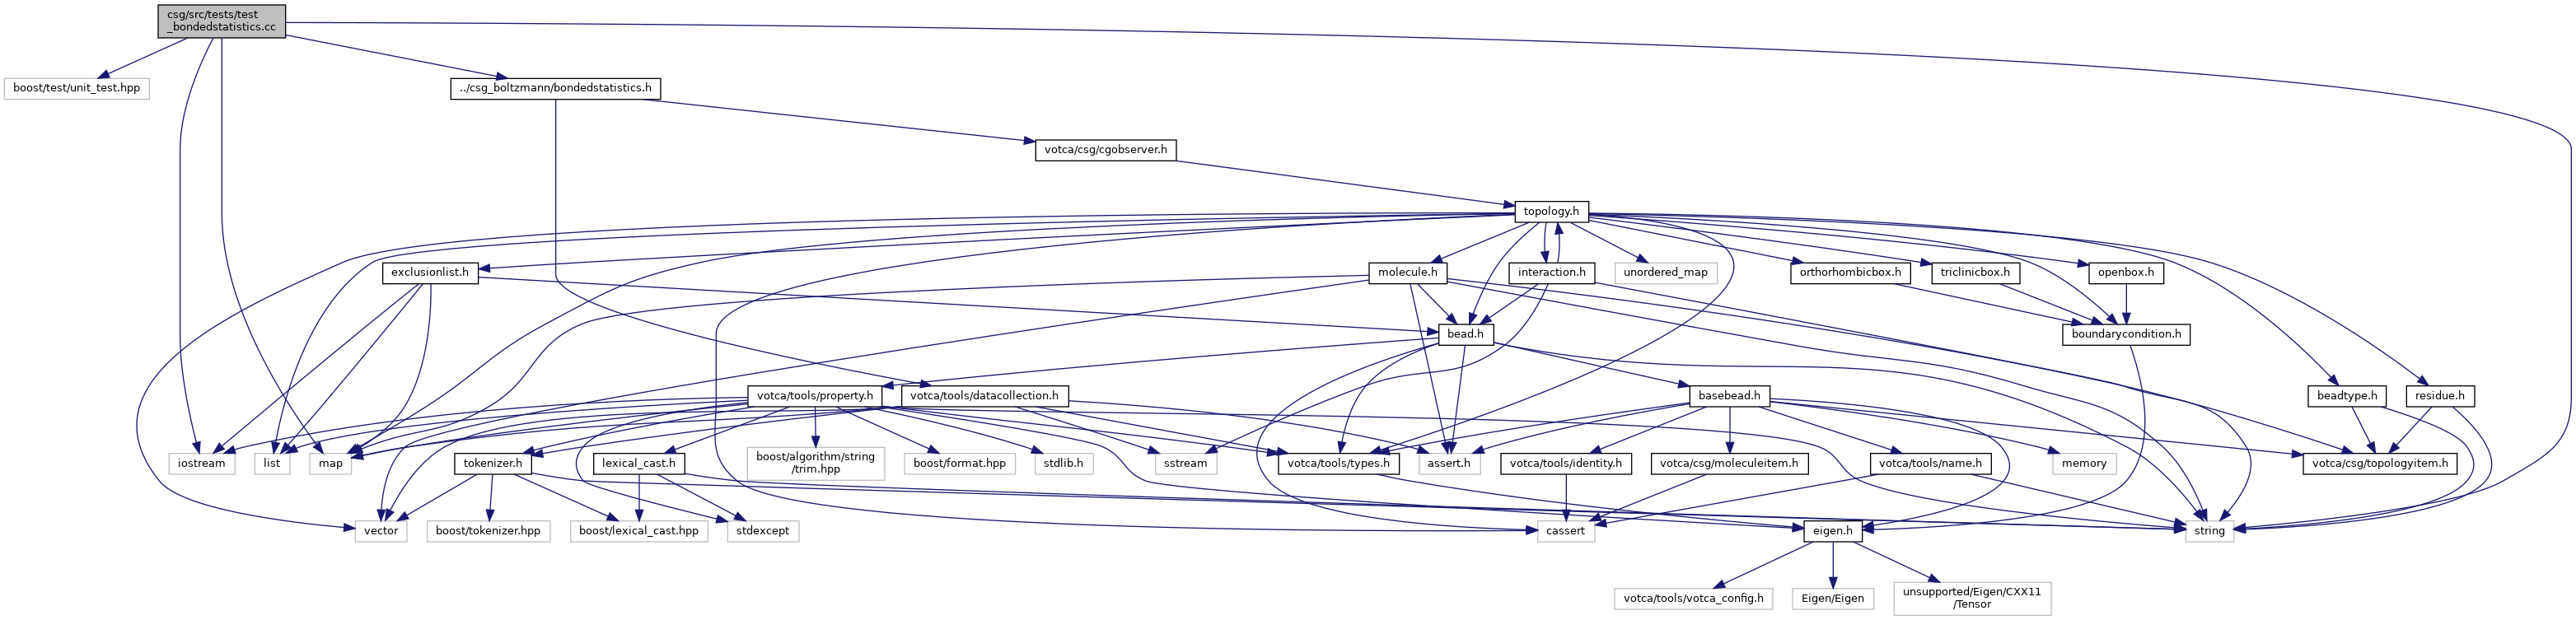 csg/src/tests/test
_bondedstatistics.cc
boost/test/unit_test.hpp
../csg_boltzmann/bondedstatistics.h
votca/csg/cgobserver.h
topology.h
exclusionlist.h
molecule.h
interaction.h
unordered_map
orthorhombicbox.h
triclinicbox.h
openbox.h
bead.h
boundarycondition.h
votca/tools/property.h
votca/tools/datacollection.h
basebead.h
beadtype.h
residue.h
iostream
list
map
tokenizer.h
lexical_cast.h
boost/algorithm/string
/trim.hpp
boost/format.hpp
stdlib.h
sstream
votca/tools/types.h
assert.h
votca/tools/identity.h
votca/csg/moleculeitem.h
votca/tools/name.h
memory
votca/csg/topologyitem.h
vector
boost/tokenizer.hpp
boost/lexical_cast.hpp
stdexcept
cassert
eigen.h
string
votca/tools/votca_config.h
Eigen/Eigen
unsupported/Eigen/CXX11
/Tensor